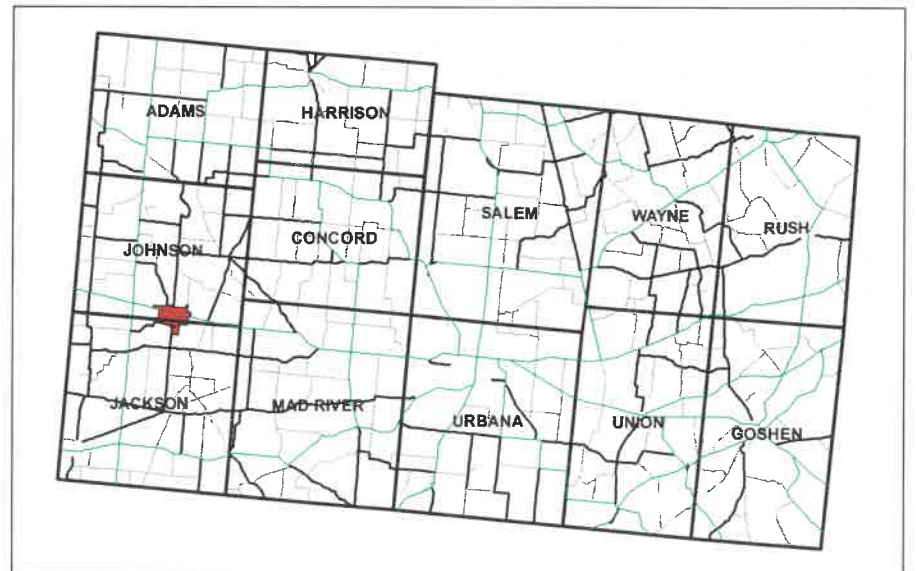 ADAMS
HARRISON
SALEM
WAYNE
RUSH
JOHNSON
CONCORD
JACKSON
MAD RIVER
URBANA
UNION
GOSHEN